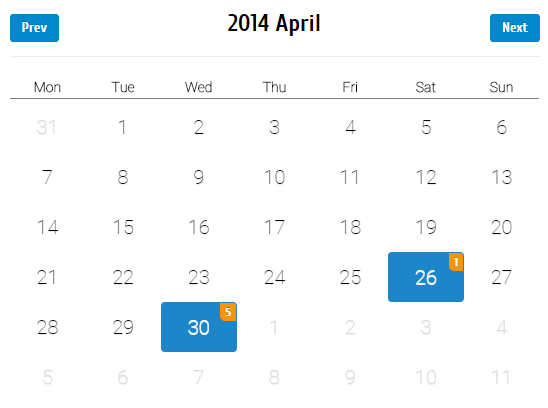 Prev 2014 April Next
Mon Tue Wed Thu Fri Sat Sun
31 1 2 3 4 5 6
7 8 9 10 11 12 13
14 15 16 17 18 19 20
21 22 23 24 25 26 1 27
28 29 30 5 1 2 3 4
5 6 7 8 9 10 11